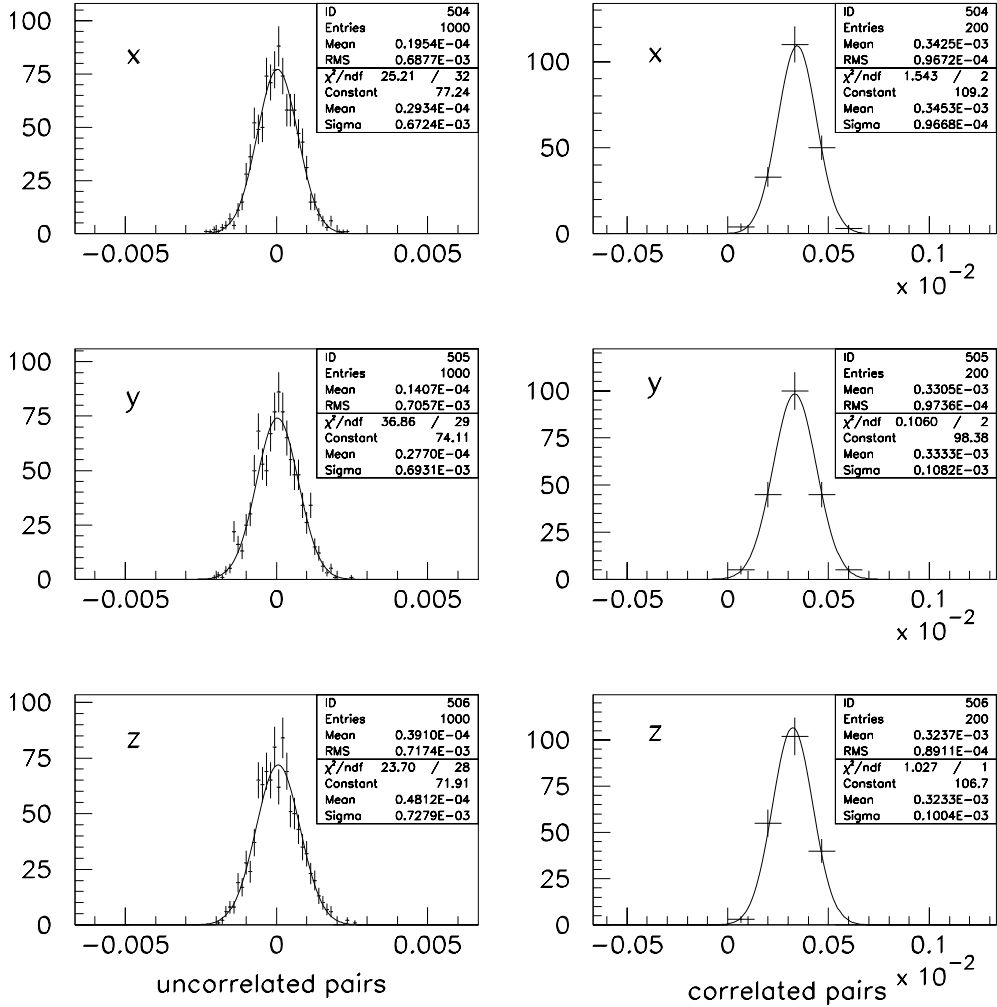 x
ID 504
Entries 1000
Mean 0.1954E-04
RMS 0.6877E-03
χ²/ndf 25.21 / 32
Constant 77.24
Mean 0.2934E-04
Sigma 0.6724E-03
100
75
50
25
0
−0.005 0 0.005
x
ID 504
Entries 200
Mean 0.3425E-03
RMS 0.9672E-04
χ²/ndf 1.543 / 2
Constant 109.2
Mean 0.3453E-03
Sigma 0.9668E-04
100
50
0
−0.05 0 0.05 0.1
x 10⁻²
y
ID 505
Entries 1000
Mean 0.1407E-04
RMS 0.7057E-03
χ²/ndf 36.86 / 29
Constant 74.11
Mean 0.2770E-04
Sigma 0.6931E-03
100
75
50
25
0
−0.005 0 0.005
y
ID 505
Entries 200
Mean 0.3305E-03
RMS 0.9736E-04
χ²/ndf 0.1060 / 2
Constant 98.38
Mean 0.3333E-03
Sigma 0.1082E-03
100
75
50
25
0
−0.05 0 0.05 0.1
x 10⁻²
z
ID 506
Entries 1000
Mean 0.3910E-04
RMS 0.7174E-03
χ²/ndf 23.70 / 28
Constant 71.91
Mean 0.4812E-04
Sigma 0.7279E-03
100
75
50
25
0
−0.005 0 0.005
uncorrelated pairs
z
ID 506
Entries 200
Mean 0.3237E-03
RMS 0.8911E-04
χ²/ndf 1.027 / 1
Constant 106.7
Mean 0.3233E-03
Sigma 0.1004E-03
100
75
50
25
0
−0.05 0 0.05 0.1
x 10⁻²
correlated pairs